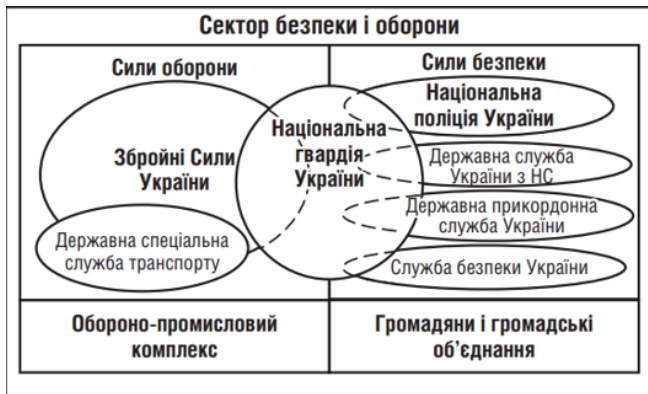 Сектор безпеки і оборони
Сили оборони
Сили безпеки
Збройні Сили
України
Державна спеціальна
служба транспорту
Національна
гвардія
України
Національна
поліція України
Державна служба
України з НС
Державна прикордонна
служба України
Служба безпеки України
Обороно-промисловий
комплекс
Громадяни і громадські
об’єднання